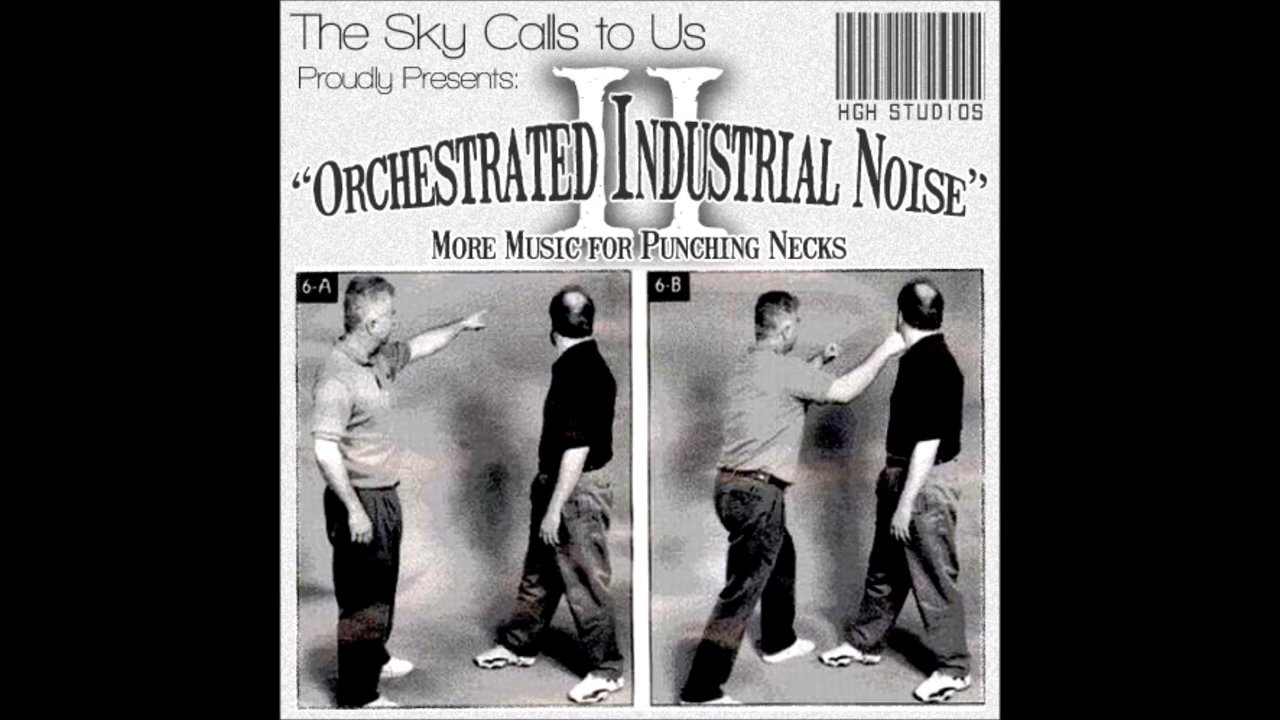 The Sky Calls to Us
Proudly Presents:
HGH STUDIOS
II
“ORCHESTRATED INDUSTRIAL NOISE”
MORE MUSIC FOR PUNCHING NECKS
6-A
6-B